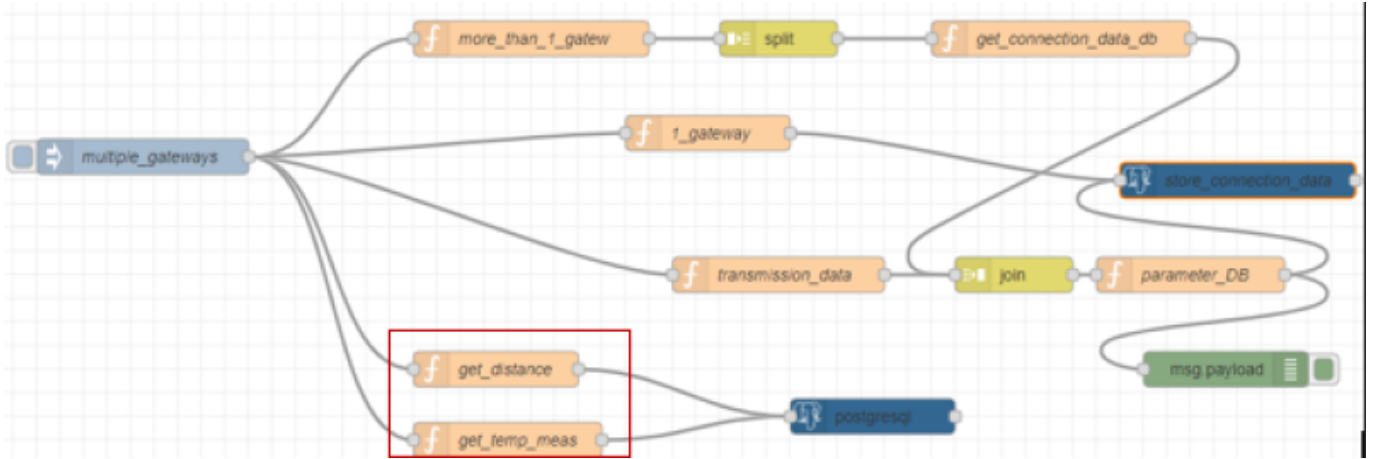 more_than_1_gatew
split
get_connection_data_db
1_gateway
multiple_gateways
store_connection_data
transmission_data
join
parameter_DB
get_distance
msg.payload
postgresql
get_temp_meas